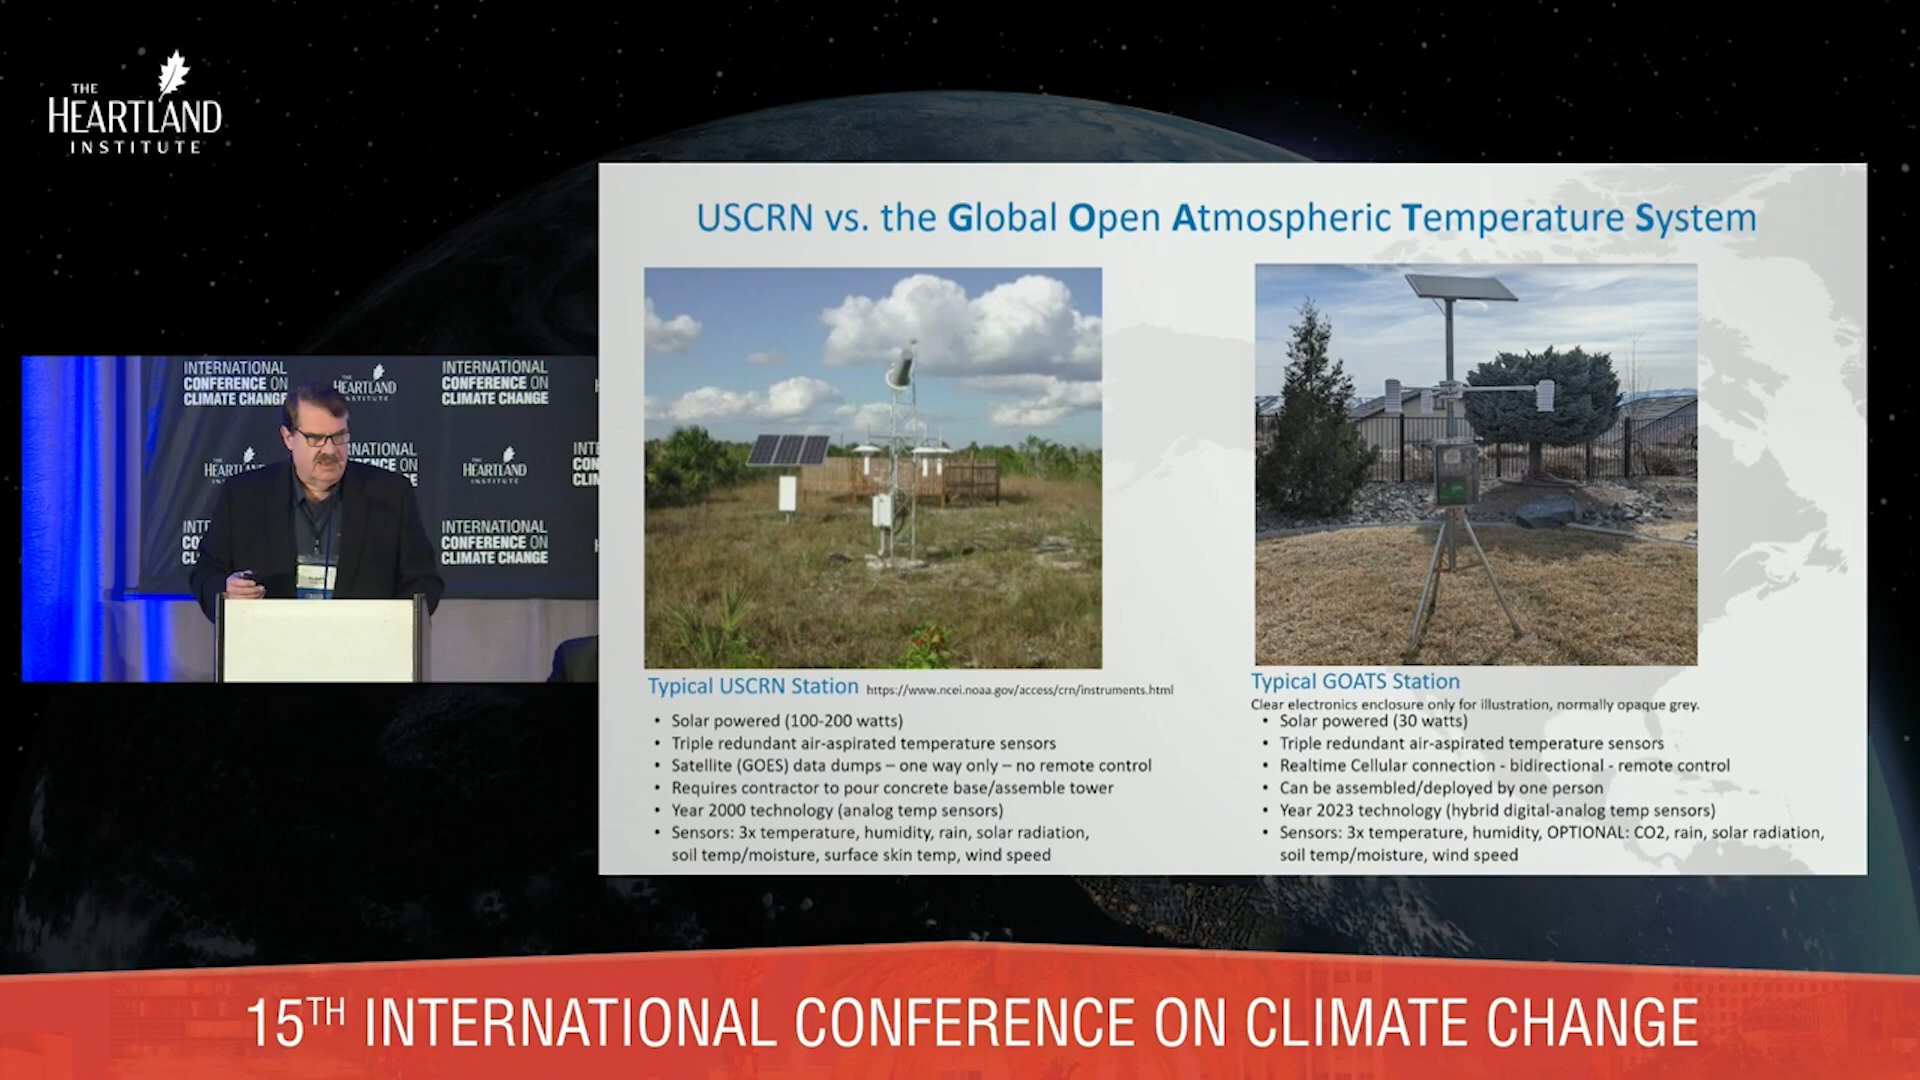 THE
HEARTLAND
INSTITUTE
INTERNATIONAL
CONFERENCE ON
CLIMATE CHANGE
THE
HEARTLAND
INSTITUTE
INTERNATIONAL
CONFERENCE ON
CLIMATE CHANGE
HEARTLAND
INSTITUTE
INTERNATIONAL
CONFERENCE ON
CLIMATE CHANGE
USCRN vs. the Global Open Atmospheric Temperature System
Typical USCRN Station https://www.ncei.noaa.gov/access/crn/instruments.html
• Solar powered (100-200 watts)
• Triple redundant air-aspirated temperature sensors
• Satellite (GOES) data dumps – one way only – no remote control
• Requires contractor to pour concrete base/assemble tower
• Year 2000 technology (analog temp sensors)
• Sensors: 3x temperature, humidity, rain, solar radiation,
soil temp/moisture, surface skin temp, wind speed
Typical GOATS Station
Clear electronics enclosure only for illustration, normally opaque grey.
• Solar powered (30 watts)
• Triple redundant air-aspirated temperature sensors
• Realtime Cellular connection - bidirectional - remote control
• Can be assembled/deployed by one person
• Year 2023 technology (hybrid digital-analog temp sensors)
• Sensors: 3x temperature, humidity, OPTIONAL: CO2, rain, solar radiation,
soil temp/moisture, wind speed
15TH INTERNATIONAL CONFERENCE ON CLIMATE CHANGE